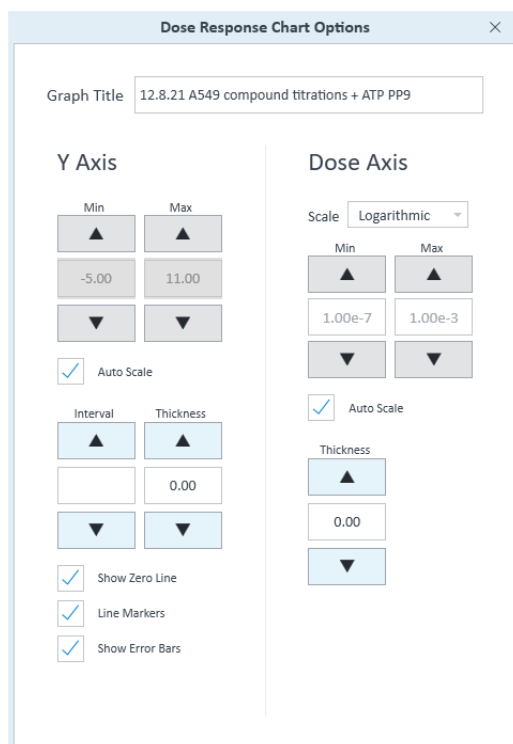 Dose Response Chart Options
Graph Title 12.8.21 A549 compound titrations + ATP PP9
Y Axis
Min Max
-5.00 11.00
Auto Scale
Interval Thickness
0.00
Show Zero Line
Line Markers
Show Error Bars
Dose Axis
Scale Logarithmic
Min Max
1.00e-7 1.00e-3
Auto Scale
Thickness
0.00